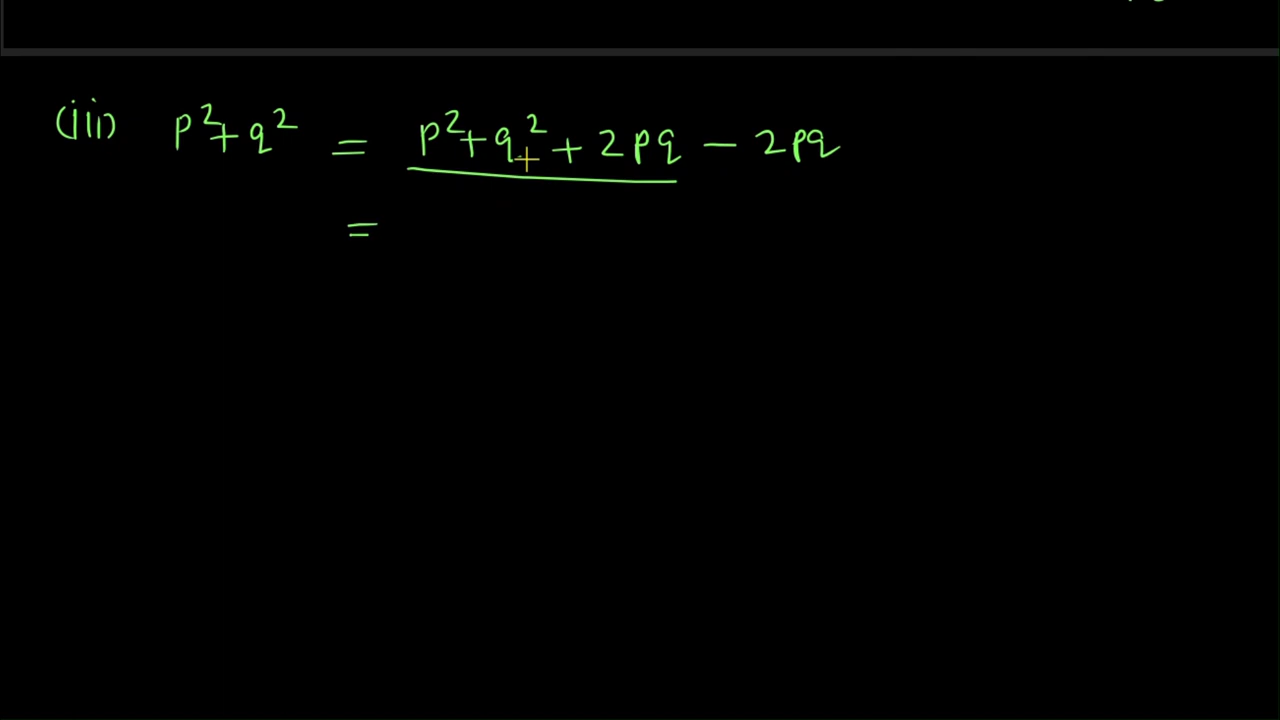 (iii) p²+q² = p²+q²+2pq − 2pq
=